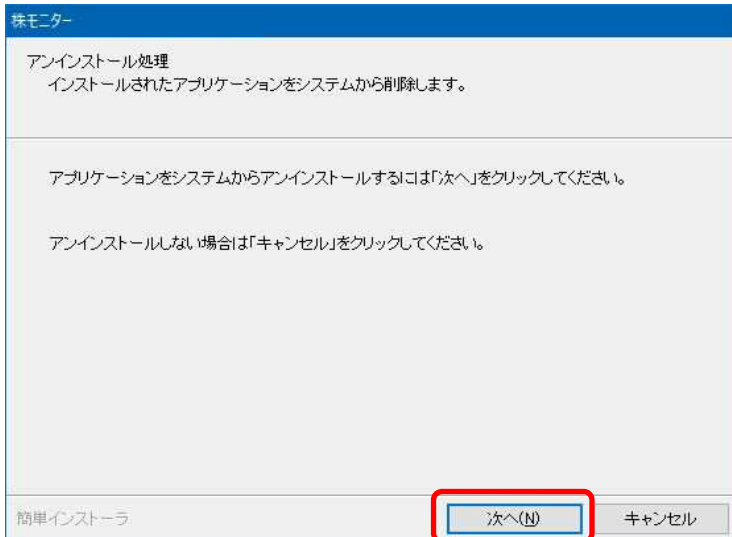 株モニター
アンインストール処理
インストールされたアプリケーションをシステムから削除します。
アプリケーションをシステムからアンインストールするには「次へ」をクリックしてください。
アンインストールしない場合は「キャンセル」をクリックしてください。
簡単インストーラ
次へ(N)
キャンセル